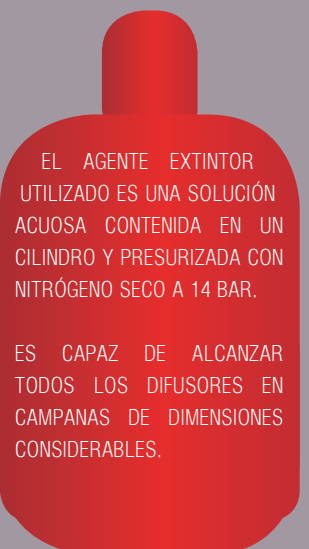 EL AGENTE EXTINTOR
UTILIZADO ES UNA SOLUCIÓN
ACUOSA CONTENIDA EN UN
CILINDRO Y PRESURIZADA CON
NITRÓGENO SECO A 14 BAR.
ES CAPAZ DE ALCANZAR
TODOS LOS DIFUSORES EN
CAMPANAS DE DIMENSIONES
CONSIDERABLES.